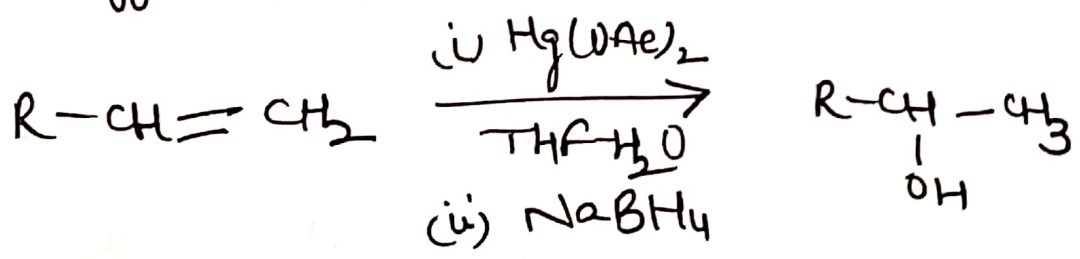 (i) Hg(OAc)2
R-CH=CH2 → R-CH-CH3
THF-H2O
OH
(ii) NaBH4